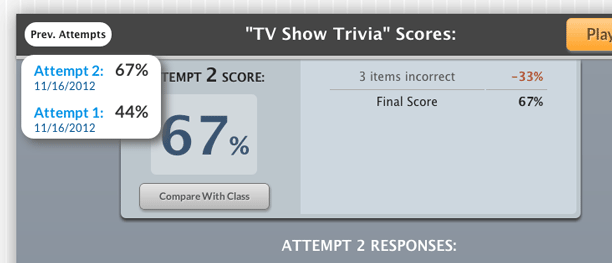 Prev. Attempts
"TV Show Trivia" Scores:
Play
Attempt 2: 67%
11/16/2012
Attempt 1: 44%
11/16/2012
TEMPT 2 SCORE:
67%
Compare With Class
3 items incorrect -33%
Final Score 67%
ATTEMPT 2 RESPONSES: